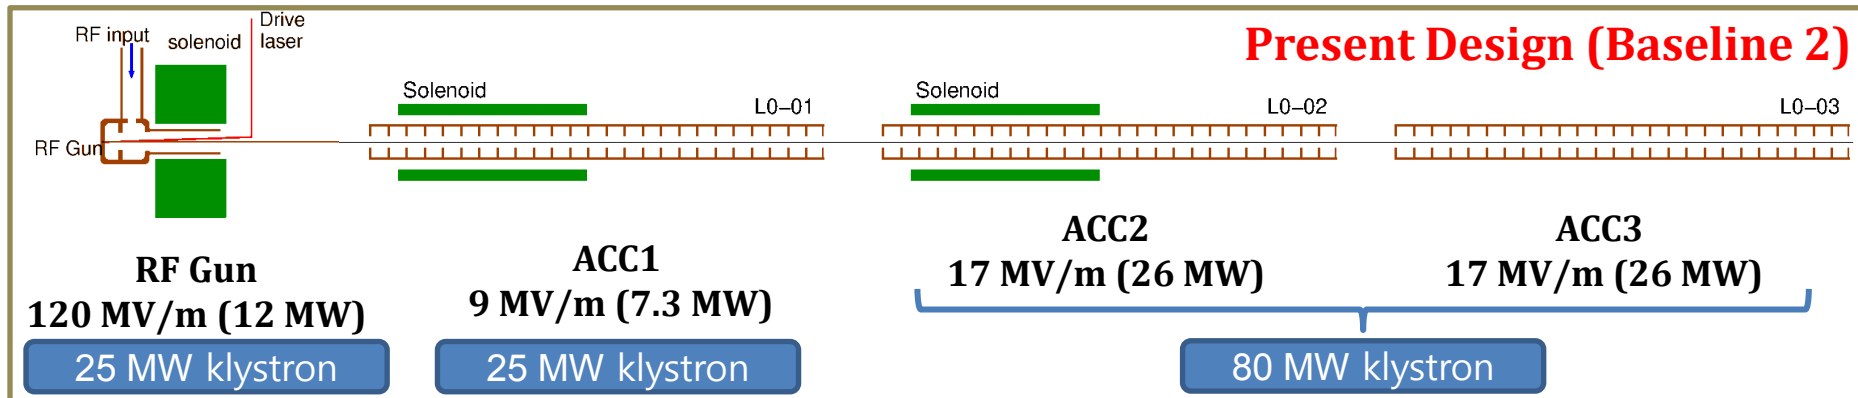 Present Design (Baseline 2)
RF input
solenoid
Drive
laser
RF Gun
Solenoid
L0-01
Solenoid
L0-02
L0-03
RF Gun
120 MV/m (12 MW)
25 MW klystron
ACC1
9 MV/m (7.3 MW)
25 MW klystron
ACC2
17 MV/m (26 MW)
ACC3
17 MV/m (26 MW)
80 MW klystron